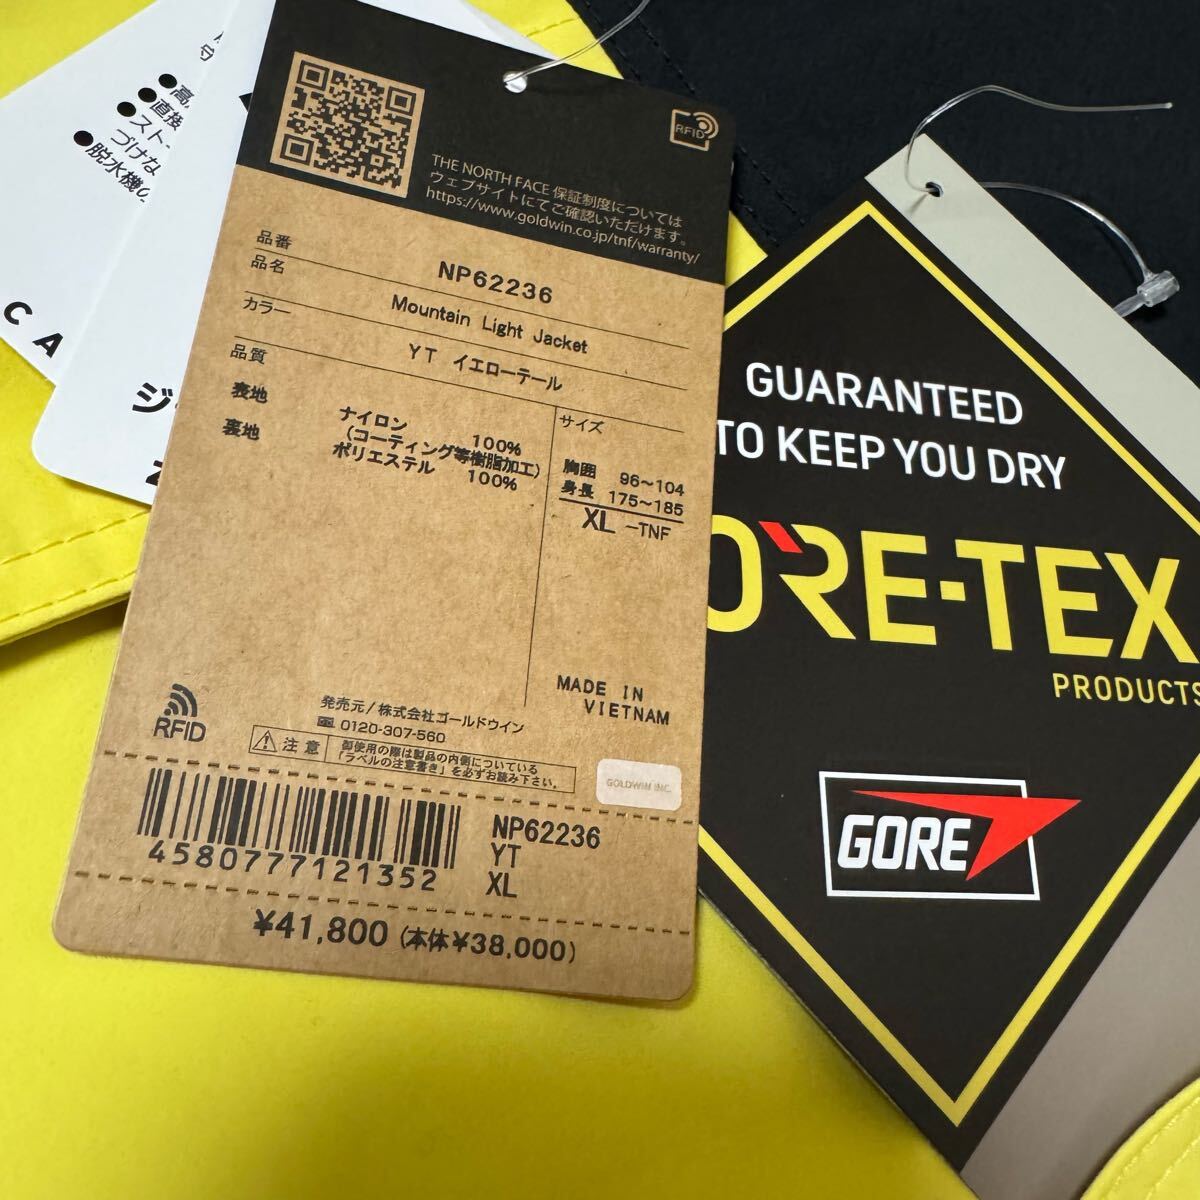 づけな
●脱水機
C A
RFID
THE NORTH FACE 保証制度については
ウェブサイトにてご確認いただけます。
https://www.goldwin.co.jp/tnf/warranty/
品番 NP62236
品名 Mountain Light Jacket
カラー YT イエローテール
品質
表地 ナイロン 100%
(コーティング等樹脂加工)
裏地 ポリエステル 100%
サイズ
胸囲 96~104
身長 175~185
XL -TNF
MADE IN
VIETNAM
RFID
発売元/株式会社ゴールドウイン
0120-307-560
注意
御使用の際は製品の内側についている
「ラベルの注意書き」を必ずお読み下さい。
GOLDWIN INC.
4580777121352
NP62236
YT
XL
¥41,800 (本体¥38,000)
GUARANTEED
TO KEEP YOU DRY
GORE-TEX
PRODUCTS
GORE